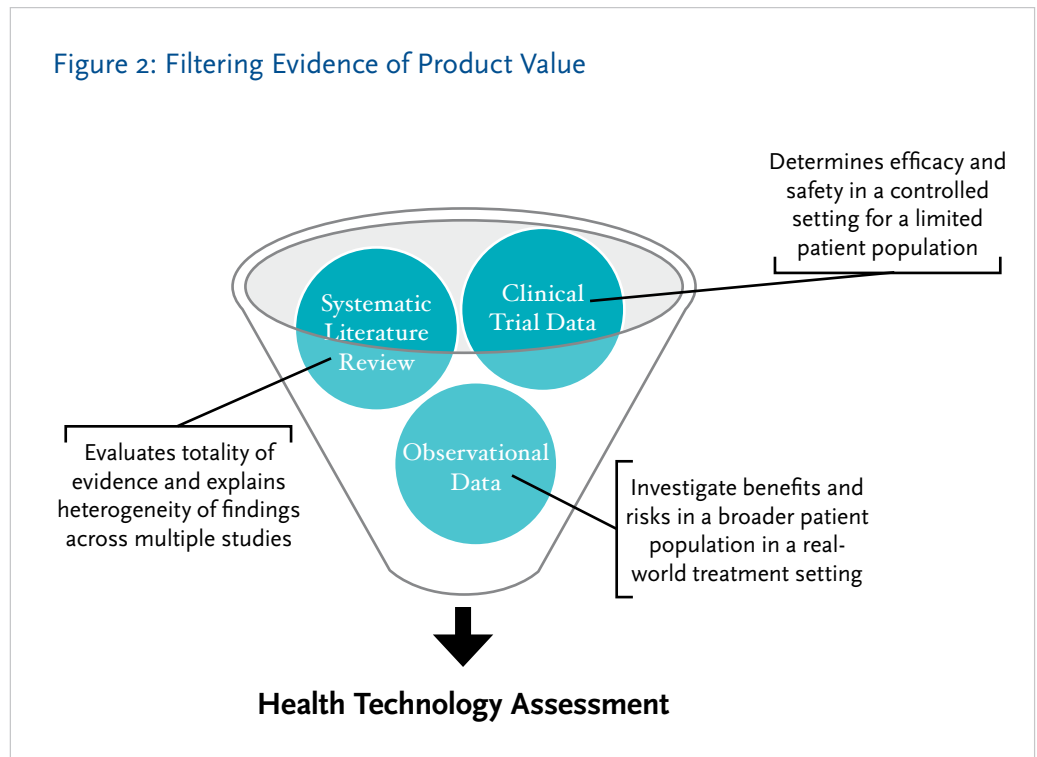 Figure 2: Filtering Evidence of Product Value
Determines efficacy and
safety in a controlled
setting for a limited
patient population
Clinical
Trial Data
Systematic
Literature
Review
Evaluates totality of
evidence and explains
heterogeneity of findings
across multiple studies
Observational
Data
Investigate benefits and
risks in a broader patient
population in a real-
world treatment setting
Health Technology Assessment